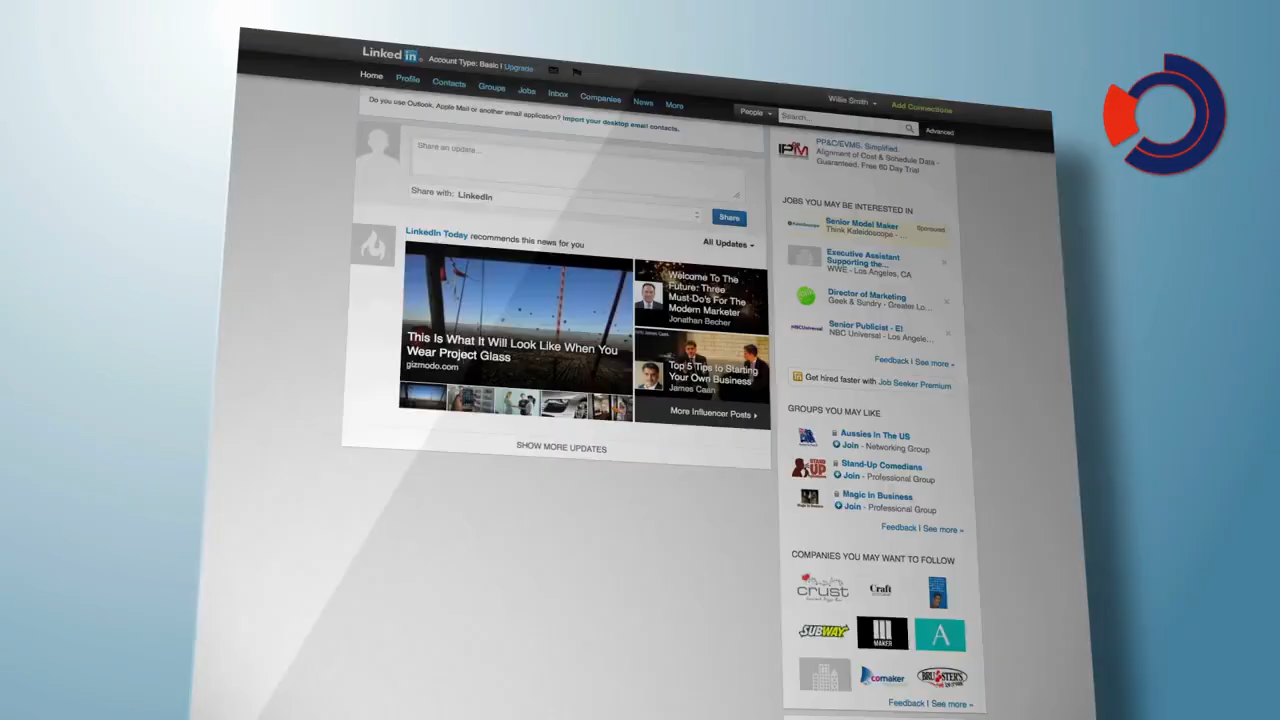 Linked in
Account Type: Basic | Upgrade
Home Profile Contacts Groups Jobs Inbox Companies News More
Willis Smith
Add Connections
People
Search...
Advanced
Do you use Outlook, Apple Mail or another email application? Import your desktop email contacts.
Share an update...
Share with: LinkedIn
Share
LinkedIn Today recommends this news for you
All Updates
This Is What It Will Look Like When You
Wear Project Glass
gizmodo.com
Welcome To The
Future: Three
Must-Do's For The
Modern Marketer
Jonathan Becher
Top 5 Tips to Starting
Your Own Business
James Caan
More Influencer Posts
SHOW MORE UPDATES
IPM
PP&C/EVMS, Simplified.
Alignment of Cost & Schedule Data -
Guaranteed. Free 60 Day Trial
JOBS YOU MAY BE INTERESTED IN
Kaleidoscope
Senior Model Maker
Think Kaleidoscope - ...
Sponsored
Executive Assistant
Supporting the...
WWE - Los Angeles, CA
Director of Marketing
Geek & Sundry - Greater Lo...
NBCUniversal
Senior Publicist - E!
NBC Universal - Los Angele...
Feedback | See more »
in Get hired faster with Job Seeker Premium
GROUPS YOU MAY LIKE
Aussies In The US
Join - Networking Group
STAND UP
Stand-Up Comedians
Join - Professional Group
Magic In Business
Join - Professional Group
Feedback | See more »
COMPANIES YOU MAY WANT TO FOLLOW
crust
Craft
SUBWAY
MAKER
A
comaker
BRUSTER'S
Feedback | See more »